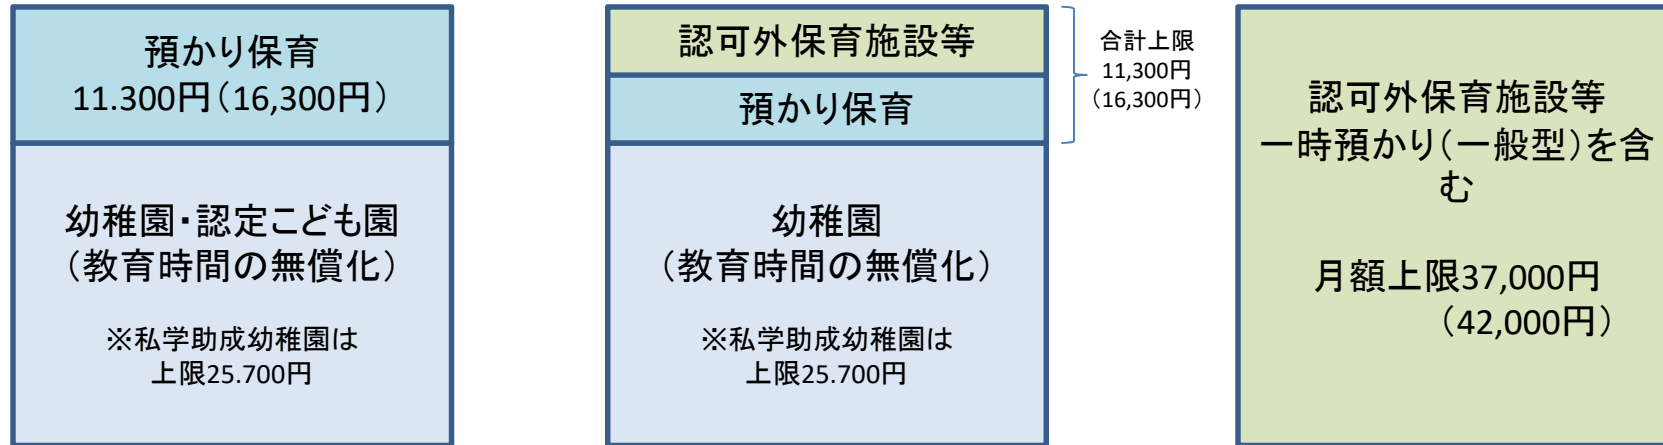 預かり保育
11.300円（16,300円）
幼稚園・認定こども園
（教育時間の無償化）
※私学助成幼稚園は
上限25.700円
認可外保育施設等
預かり保育
合計上限
11,300円
（16,300円）
幼稚園
（教育時間の無償化）
※私学助成幼稚園は
上限25.700円
認可外保育施設等
一時預かり（一般型）を含
む
月額上限37,000円
（42,000円）